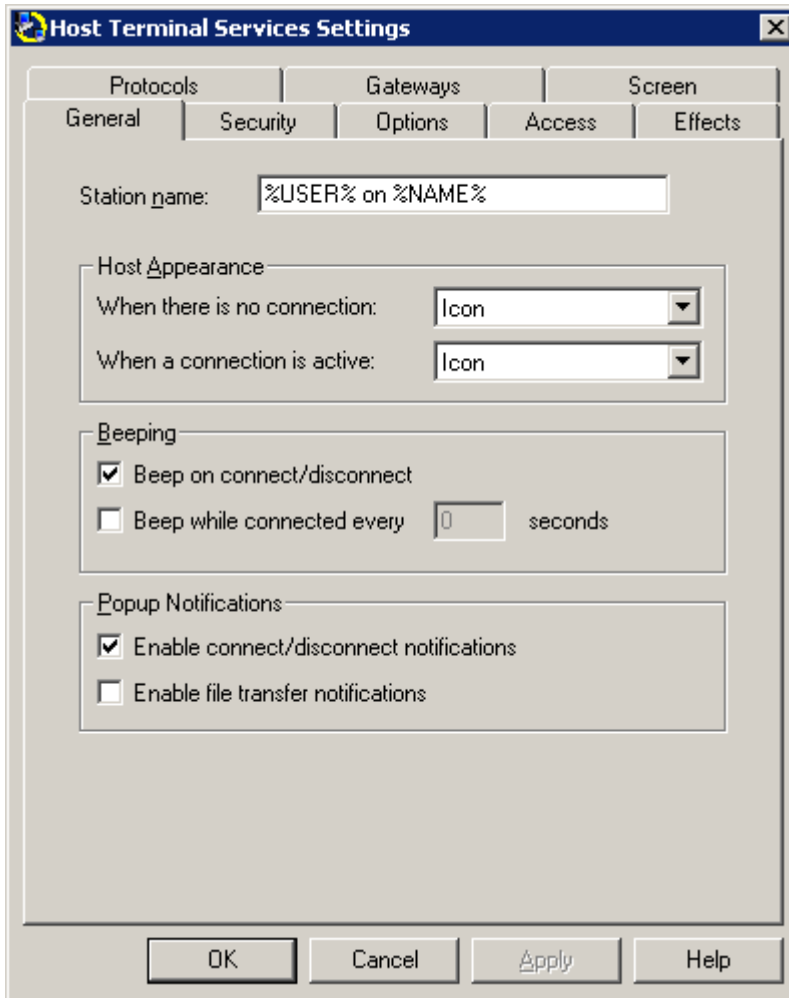 Host Terminal Services Settings
Protocols Gateways Screen
General Security Options Access Effects
Station name: %USER% on %NAME%
Host Appearance
When there is no connection: Icon
When a connection is active: Icon
Beeping
Beep on connect/disconnect
Beep while connected every 0 seconds
Popup Notifications
Enable connect/disconnect notifications
Enable file transfer notifications
OK Cancel Apply Help